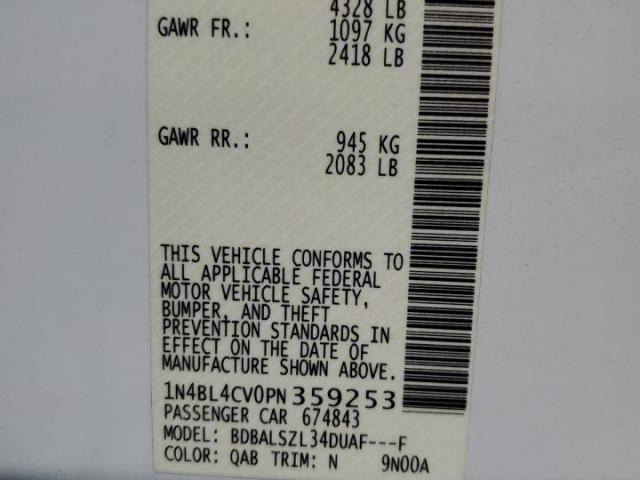 4328 LB
GAWR FR.: 1097 KG
2418 LB
GAWR RR.: 945 KG
2083 LB
THIS VEHICLE CONFORMS TO
ALL APPLICABLE FEDERAL
MOTOR VEHICLE SAFETY,
BUMPER, AND THEFT
PREVENTION STANDARDS IN
EFFECT ON THE DATE OF
MANUFACTURE SHOWN ABOVE.
1N4BL4CV0PN359253
PASSENGER CAR 674843
MODEL: BDBALSZL34DUAF---F
COLOR: QAB TRIM: N 9N00A